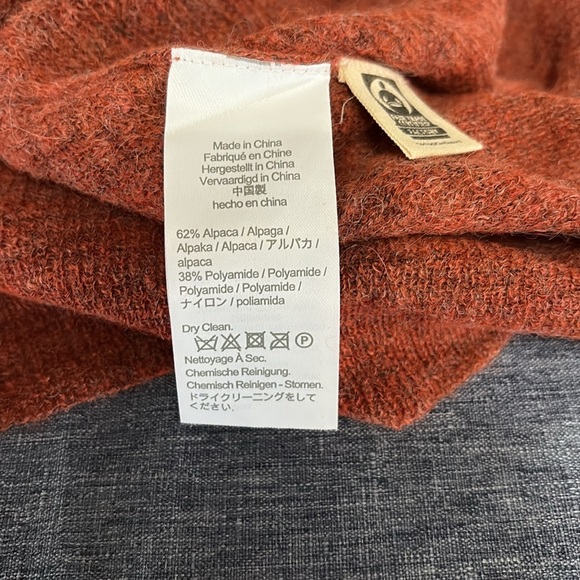 Made in China
Fabriqué en Chine
Hergestellt in China
Vervaardigd in China
中国製
hecho en china
62% Alpaca / Alpaga /
Alpaka / Alpaca / アルパカ /
alpaca
38% Polyamide / Polyamide /
Polyamide / Polyamide /
ナイロン / poliamida
Dry Clean.
P
Nettoyage À Sec.
Chemische Reinigung.
Chemisch Reinigen - Stomen.
ドライクリーニングをして
ください.